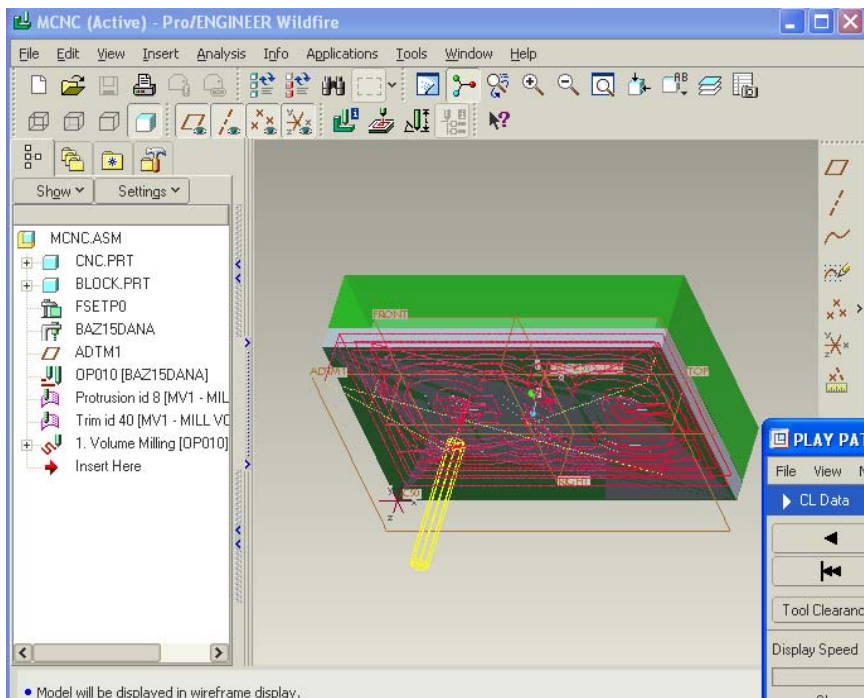 MCNC (Active) - Pro/ENGINEER Wildfire
File Edit View Insert Analysis Info Applications Tools Window Help
Show Settings
MCNC.ASM
CNC.PRT
BLOCK.PRT
FSETP0
BAZ15DANA
ADTM1
OP010 [BAZ15DANA]
Protrusion id 8 [MV1 - MIL
Trim id 40 [MV1 - MILL VO
1. Volume Milling [OP010]
Insert Here
FRONT
ADTM1
TOP
RIGHT
PLAY PAT
File View N
CL Data
Tool Clearanc
Display Speed
Model will be displayed in wireframe display.